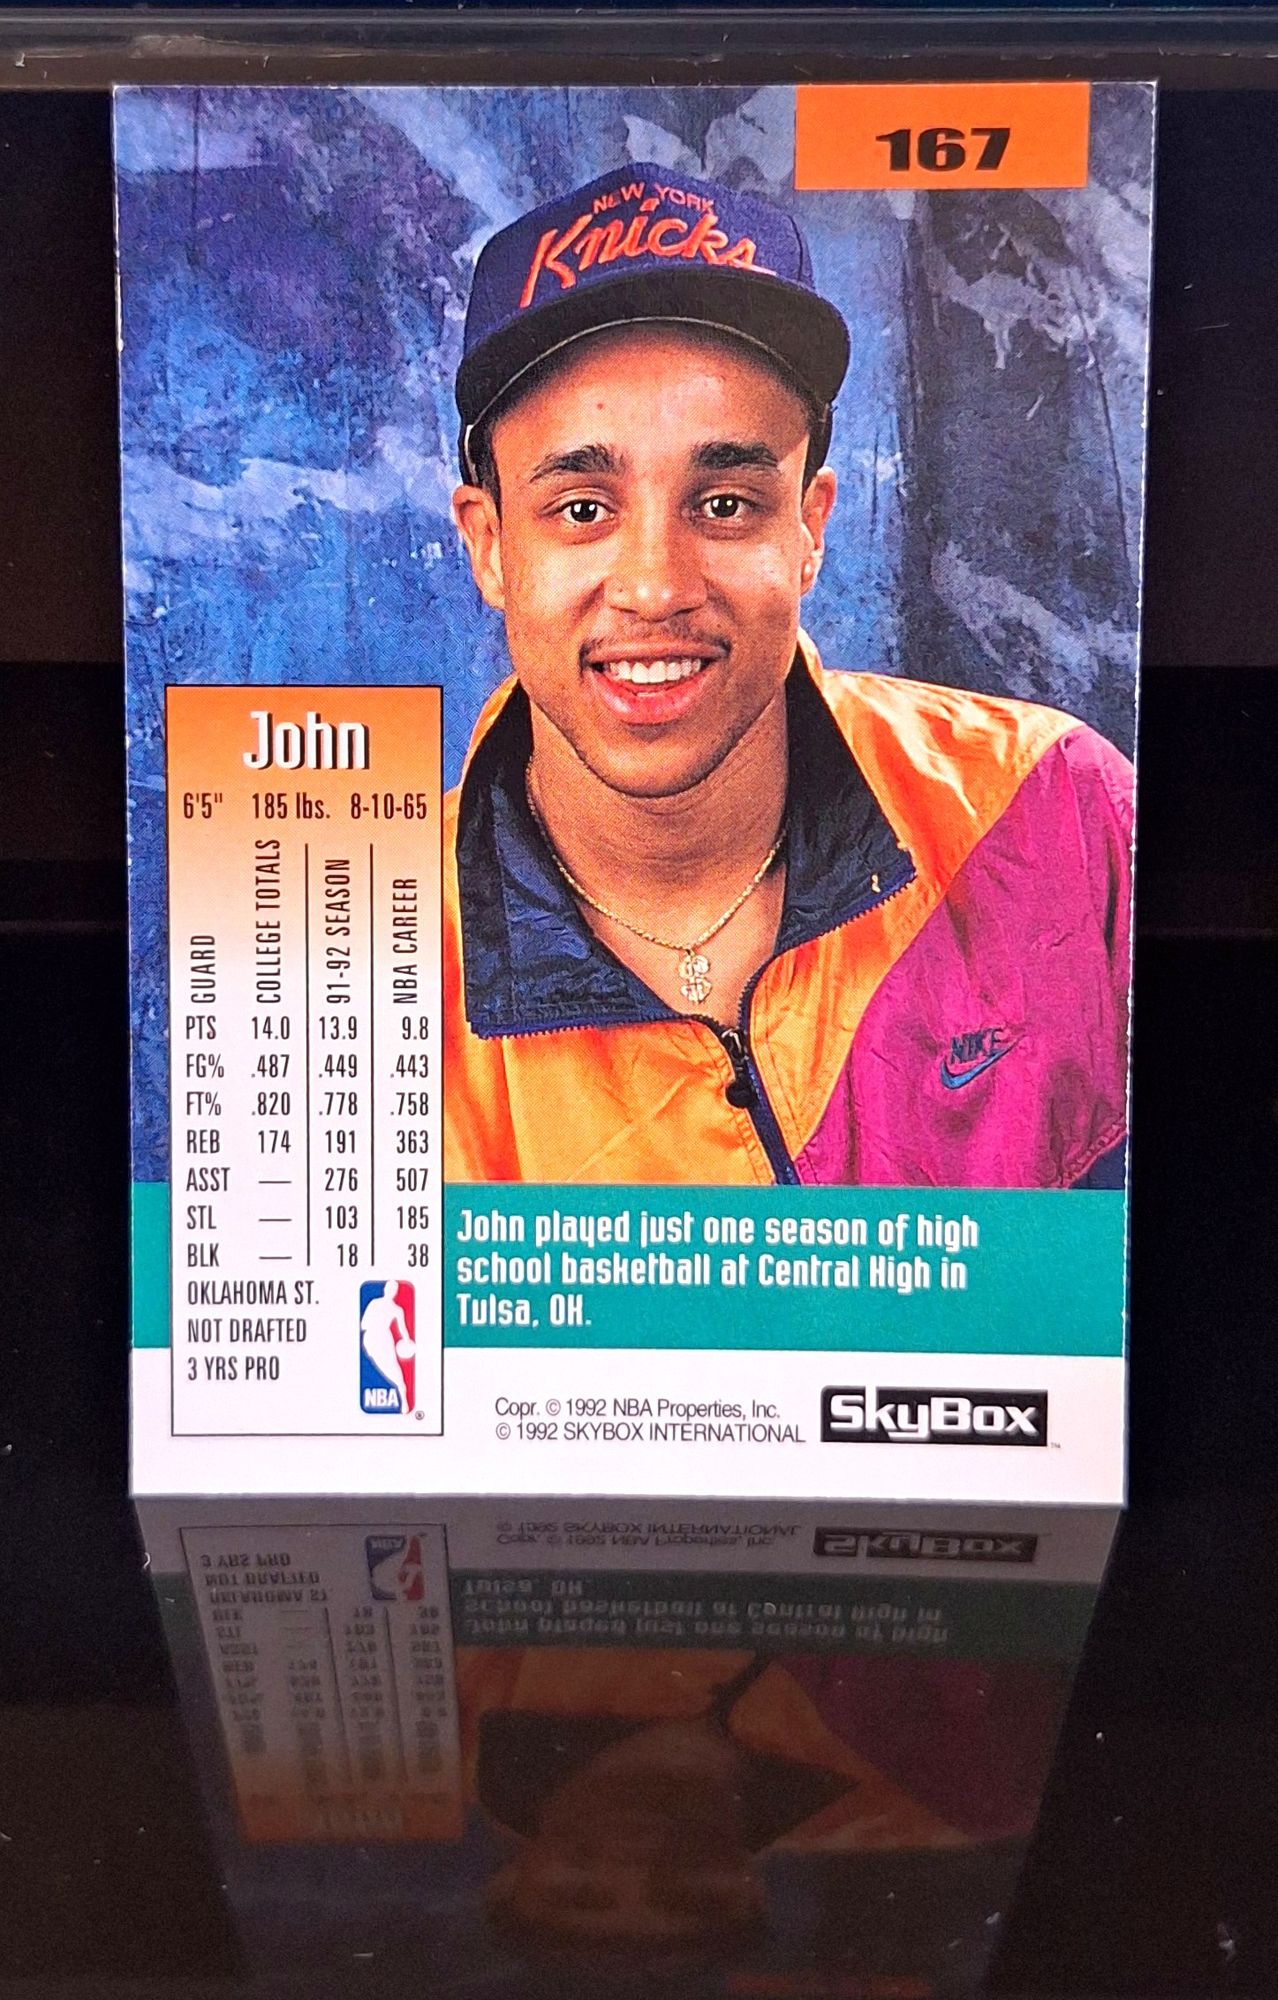 167
NEW YORK
Knicks
John
6'5" 185 lbs. 8-10-65
GUARD COLLEGE TOTALS 91-92 SEASON NBA CAREER
PTS 14.0 13.9 9.8
FG% .487 .449 .443
FT% .820 .778 .758
REB 174 191 363
ASST — 276 507
STL — 103 185
BLK — 18 38
OKLAHOMA ST.
NOT DRAFTED
3 YRS PRO
NBA
®
NIKE
John played just one season of high
school basketball at Central High in
Tulsa, OK.
Copr. © 1992 NBA Properties, Inc.
© 1992 SKYBOX INTERNATIONAL
SkyBox
™